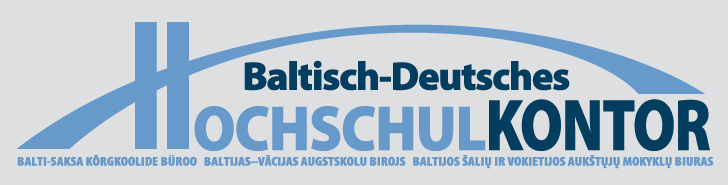 Baltisch-Deutsches
HOCHSCHULKONTOR
BALTI-SAKSA KÕRGKOOLIDE BÜROO BALTIJAS–VĀCIJAS AUGSTSKOLU BIROJS BALTIJOS ŠALIŲ IR VOKIETIJOS AUKŠTŲJŲ MOKYKLŲ BIURAS